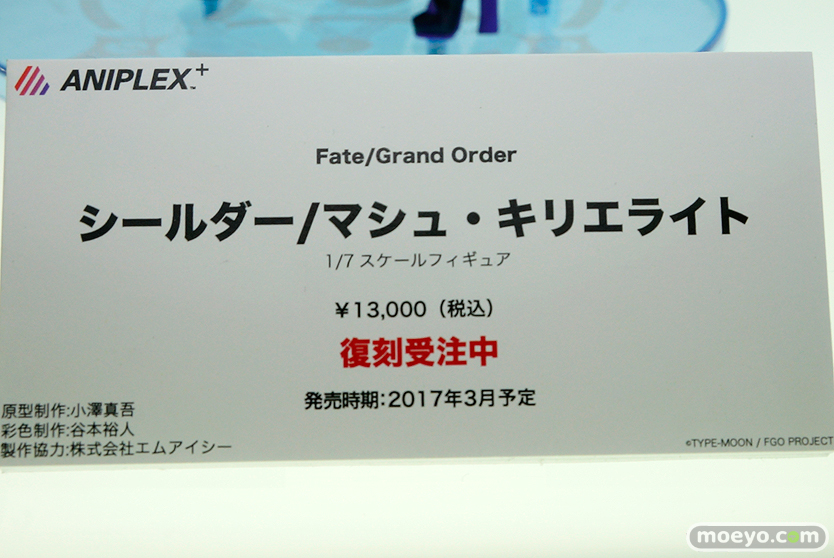 ANIPLEX+™
Fate/Grand Order
シールダー/マシュ・キリエライト
1/7 スケールフィギュア
¥13,000（税込）
復刻受注中
発売時期:2017年3月予定
原型制作:小澤真吾
彩色制作:谷本裕人
製作協力:株式会社エムアイシー
©TYPE-MOON / FGO PROJECT
moeyo.com